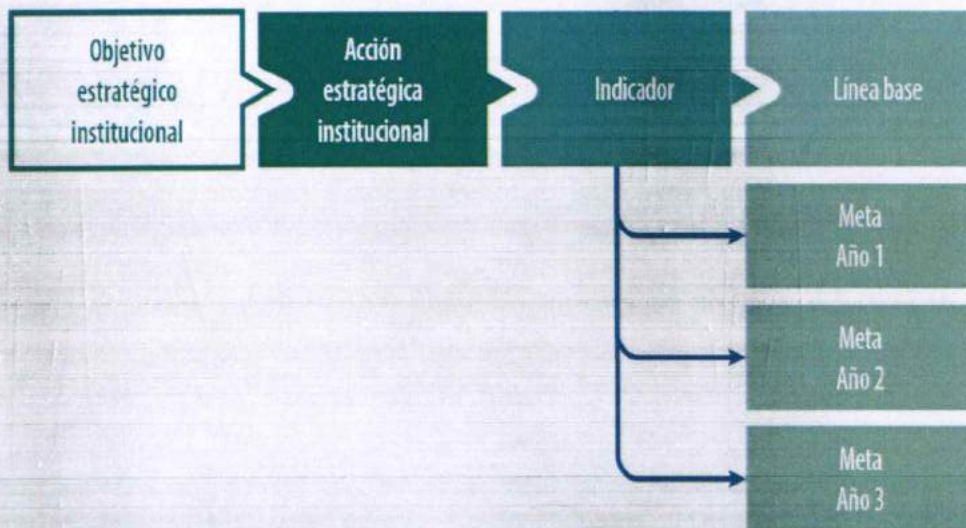 Objetivo
estratégico
institucional
Acción
estratégica
institucional
Indicador
Línea base
Meta
Año 1
Meta
Año 2
Meta
Año 3